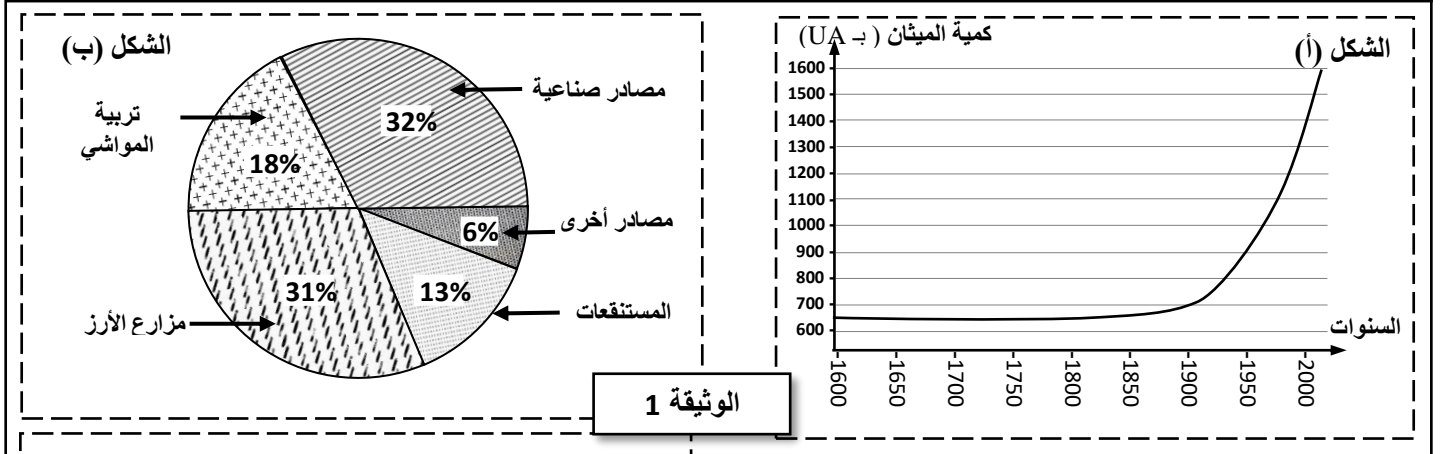 الشكل (أ)
كمية الميثان ( بـ UA)
1600
1500
1400
1300
1200
1100
1000
900
800
700
600
السنوات
1600
1650
1700
1750
1800
1850
1900
1950
2000
الشكل (ب)
مصادر صناعية
32%
تربية
المواشي
18%
مصادر أخرى
6%
31%
13%
المستنقعات
مزارع الأرز
الوثيقة 1